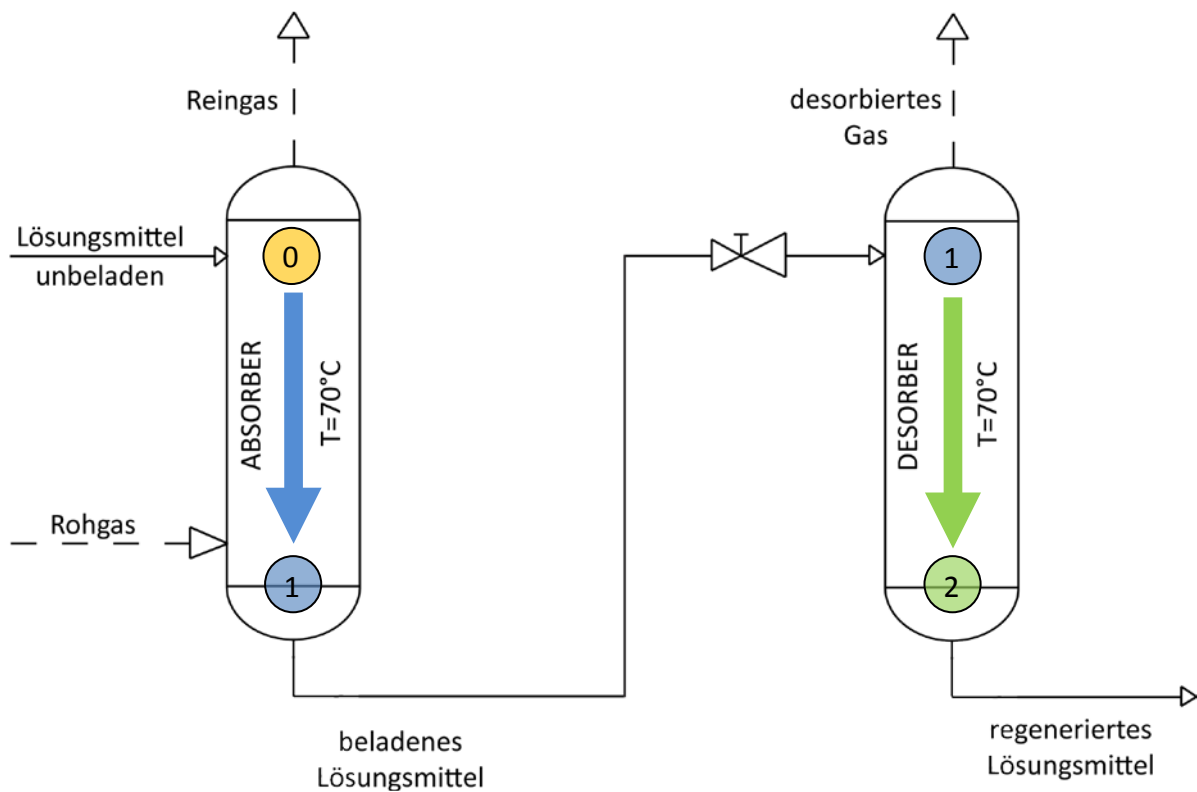 Reingas
desorbiertes
Gas
Lösungsmittel
unbeladen
0
1
ABSORBER
T=70°C
DESORBER
T=70°C
Rohgas
1
2
beladenes
Lösungsmittel
regeneriertes
Lösungsmittel